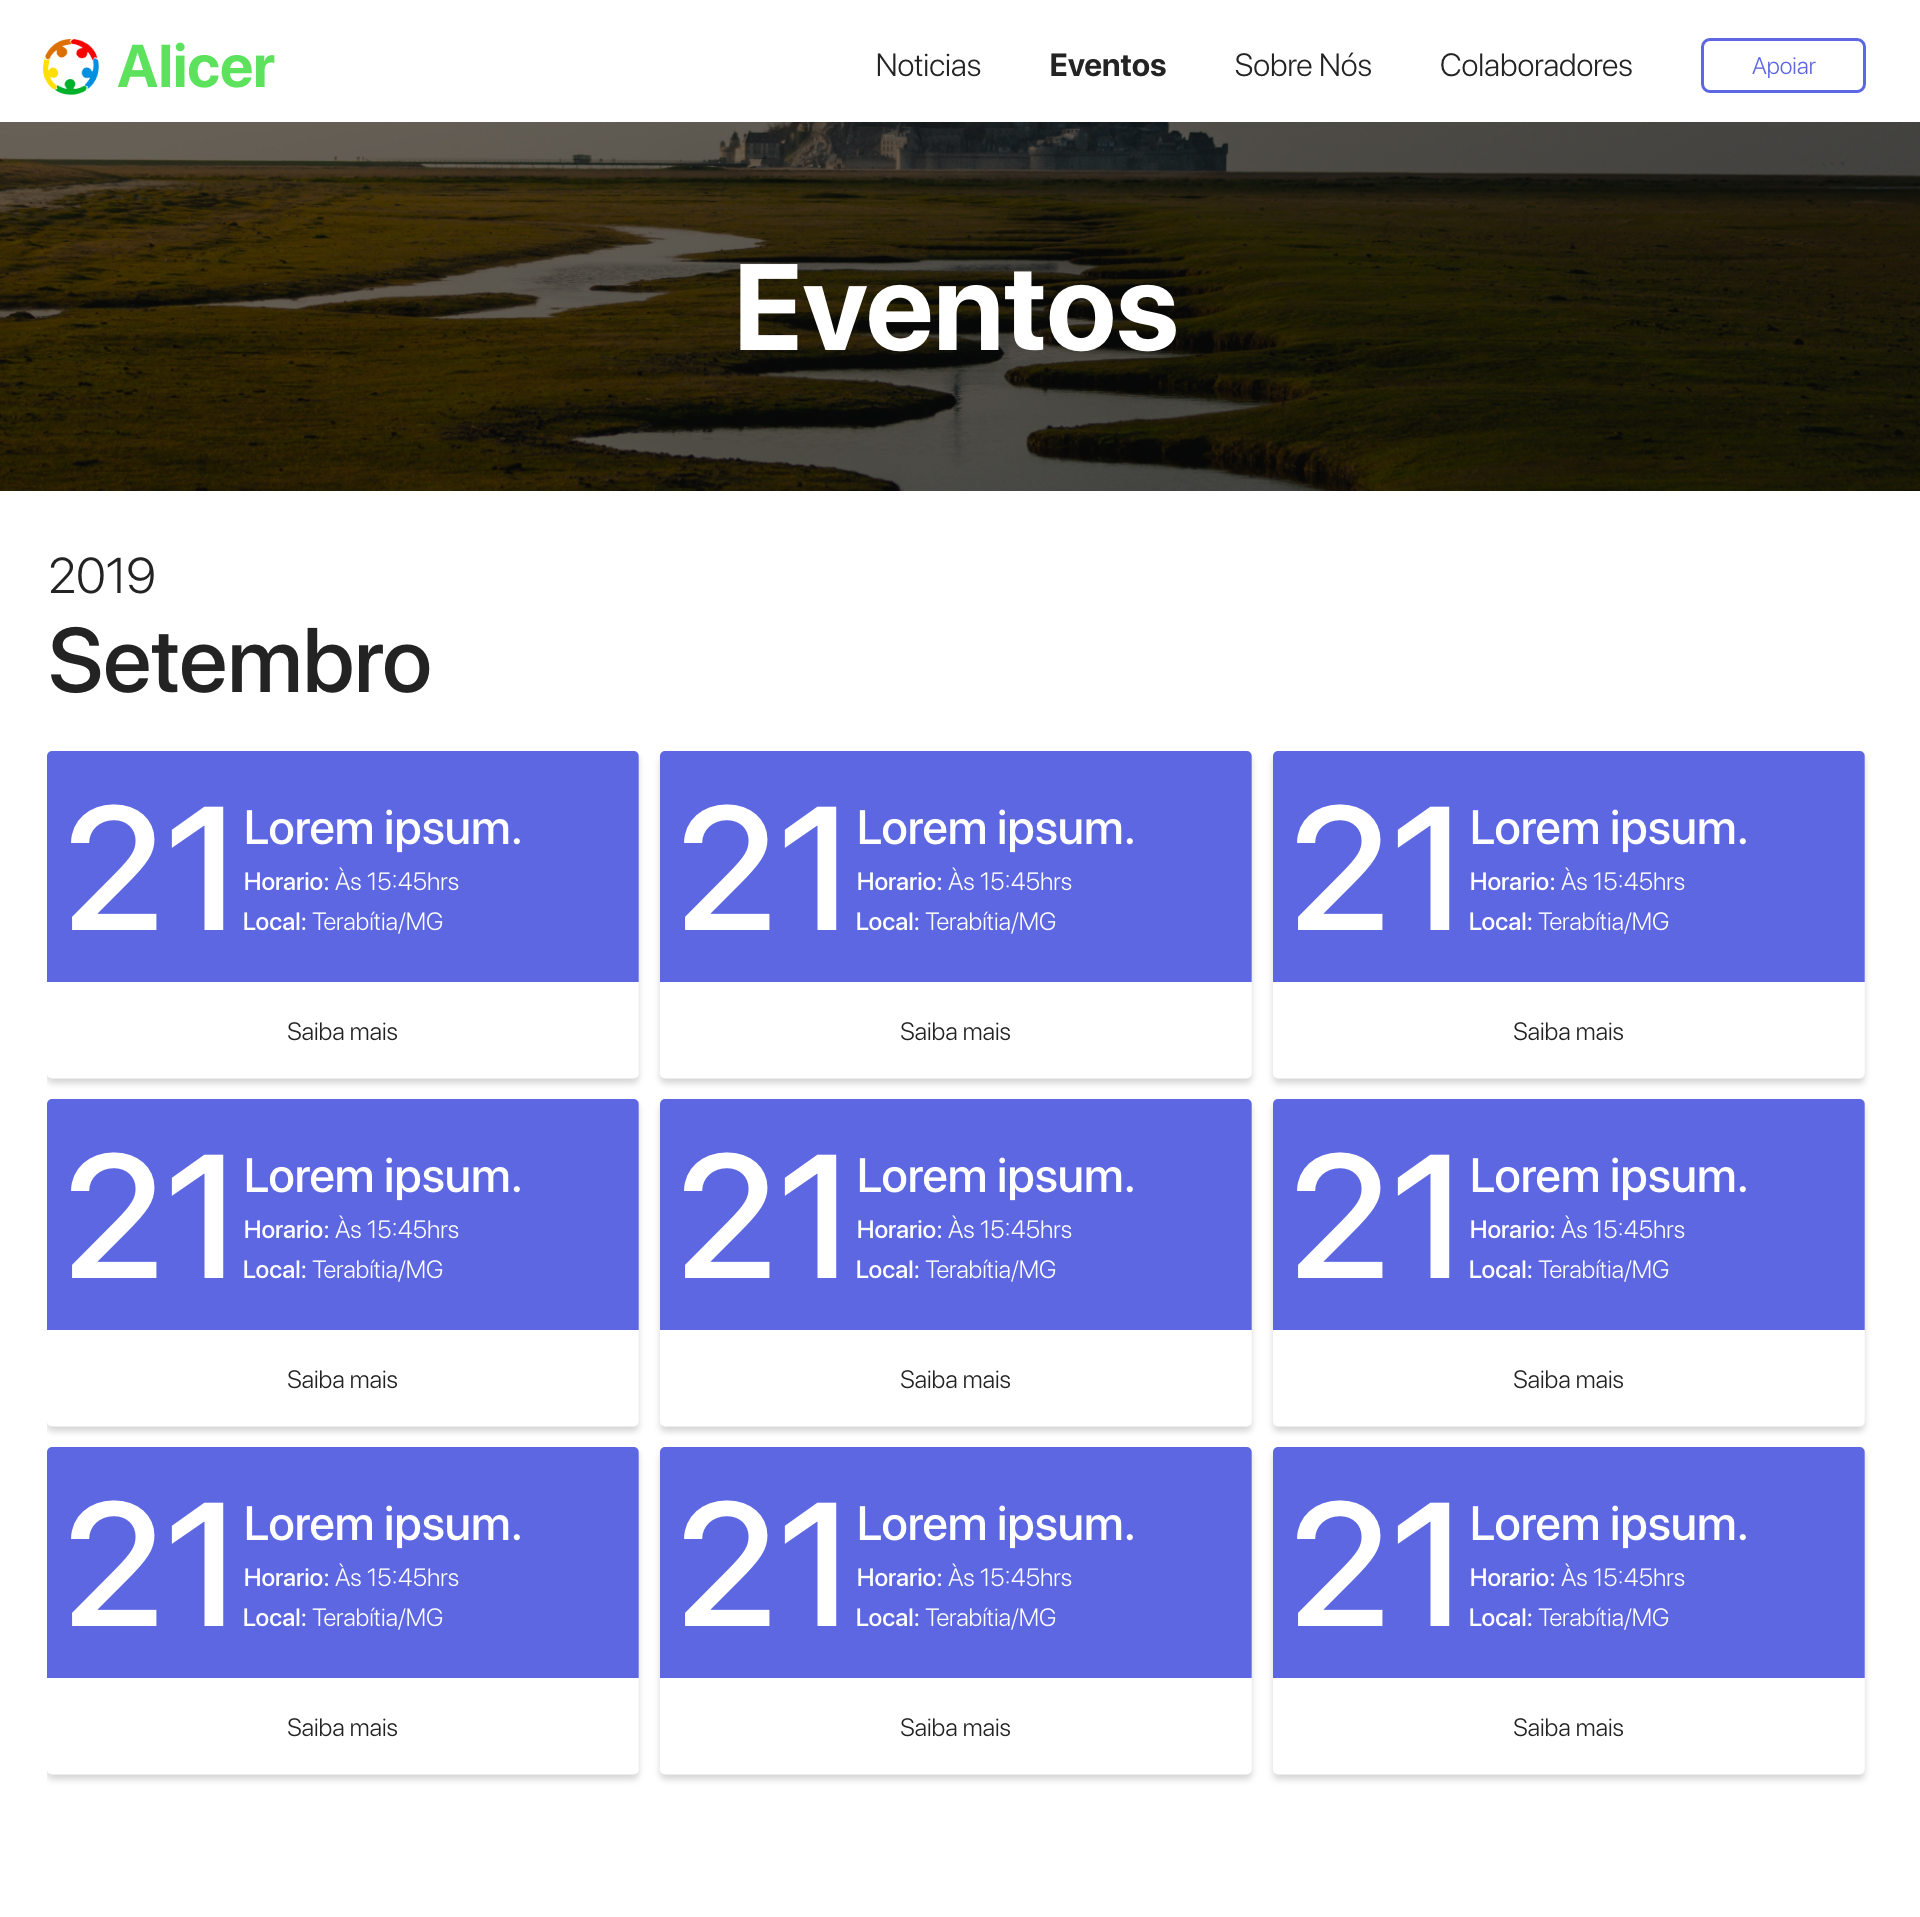 Alicer
Noticias Eventos Sobre Nós Colaboradores Apoiar
Eventos
2019
Setembro
21 Lorem ipsum.
Horario: Às 15:45hrs
Local: Terabítia/MG
Saiba mais
21 Lorem ipsum.
Horario: Às 15:45hrs
Local: Terabítia/MG
Saiba mais
21 Lorem ipsum.
Horario: Às 15:45hrs
Local: Terabítia/MG
Saiba mais
21 Lorem ipsum.
Horario: Às 15:45hrs
Local: Terabítia/MG
Saiba mais
21 Lorem ipsum.
Horario: Às 15:45hrs
Local: Terabítia/MG
Saiba mais
21 Lorem ipsum.
Horario: Às 15:45hrs
Local: Terabítia/MG
Saiba mais
21 Lorem ipsum.
Horario: Às 15:45hrs
Local: Terabítia/MG
Saiba mais
21 Lorem ipsum.
Horario: Às 15:45hrs
Local: Terabítia/MG
Saiba mais
21 Lorem ipsum.
Horario: Às 15:45hrs
Local: Terabítia/MG
Saiba mais